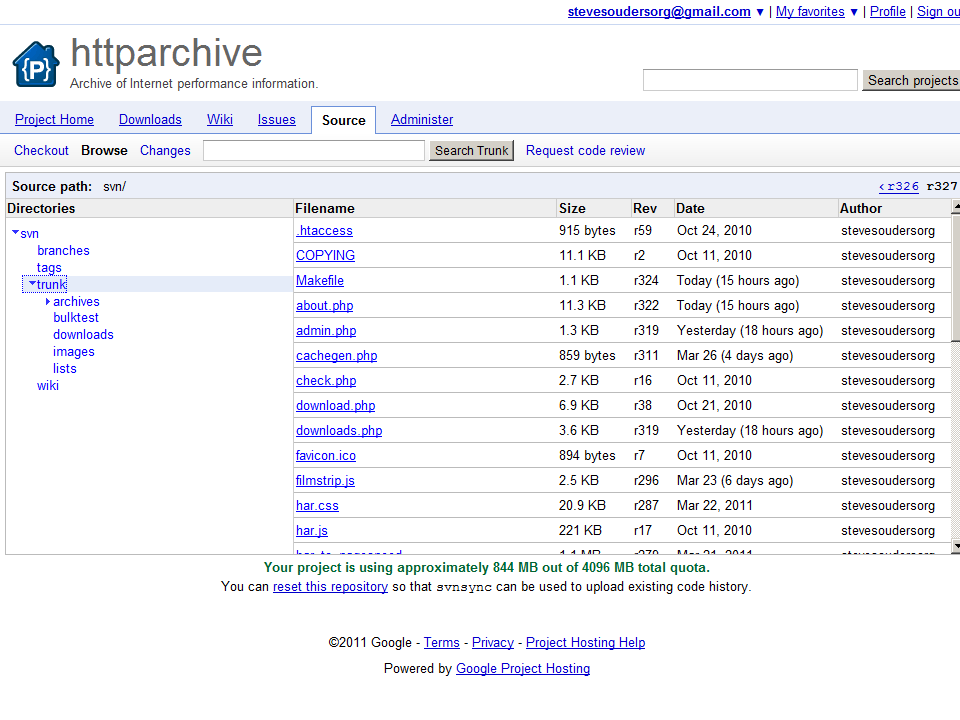 stevesoudersorg@gmail.com ▼ | My favorites ▼ | Profile | Sign ou
{P}
httparchive
Archive of Internet performance information.
Search projects
Project Home Downloads Wiki Issues Source Administer
Checkout Browse Changes Search Trunk Request code review
Source path: svn/ ‹r326 r327
Directories Filename Size Rev Date Author
svn
branches
tags
trunk
archives
bulktest
downloads
images
lists
wiki
.htaccess 915 bytes r59 Oct 24, 2010 stevesoudersorg
COPYING 11.1 KB r2 Oct 11, 2010 stevesoudersorg
Makefile 1.1 KB r324 Today (15 hours ago) stevesoudersorg
about.php 11.3 KB r322 Today (15 hours ago) stevesoudersorg
admin.php 1.3 KB r319 Yesterday (18 hours ago) stevesoudersorg
cachegen.php 859 bytes r311 Mar 26 (4 days ago) stevesoudersorg
check.php 2.7 KB r16 Oct 11, 2010 stevesoudersorg
download.php 6.9 KB r38 Oct 21, 2010 stevesoudersorg
downloads.php 3.6 KB r319 Yesterday (18 hours ago) stevesoudersorg
favicon.ico 894 bytes r7 Oct 11, 2010 stevesoudersorg
filmstrip.js 2.5 KB r296 Mar 23 (6 days ago) stevesoudersorg
har.css 20.9 KB r287 Mar 22, 2011 stevesoudersorg
har.js 221 KB r17 Oct 11, 2010 stevesoudersorg
Your project is using approximately 844 MB out of 4096 MB total quota.
You can reset this repository so that svnsync can be used to upload existing code history.
©2011 Google - Terms - Privacy - Project Hosting Help
Powered by Google Project Hosting